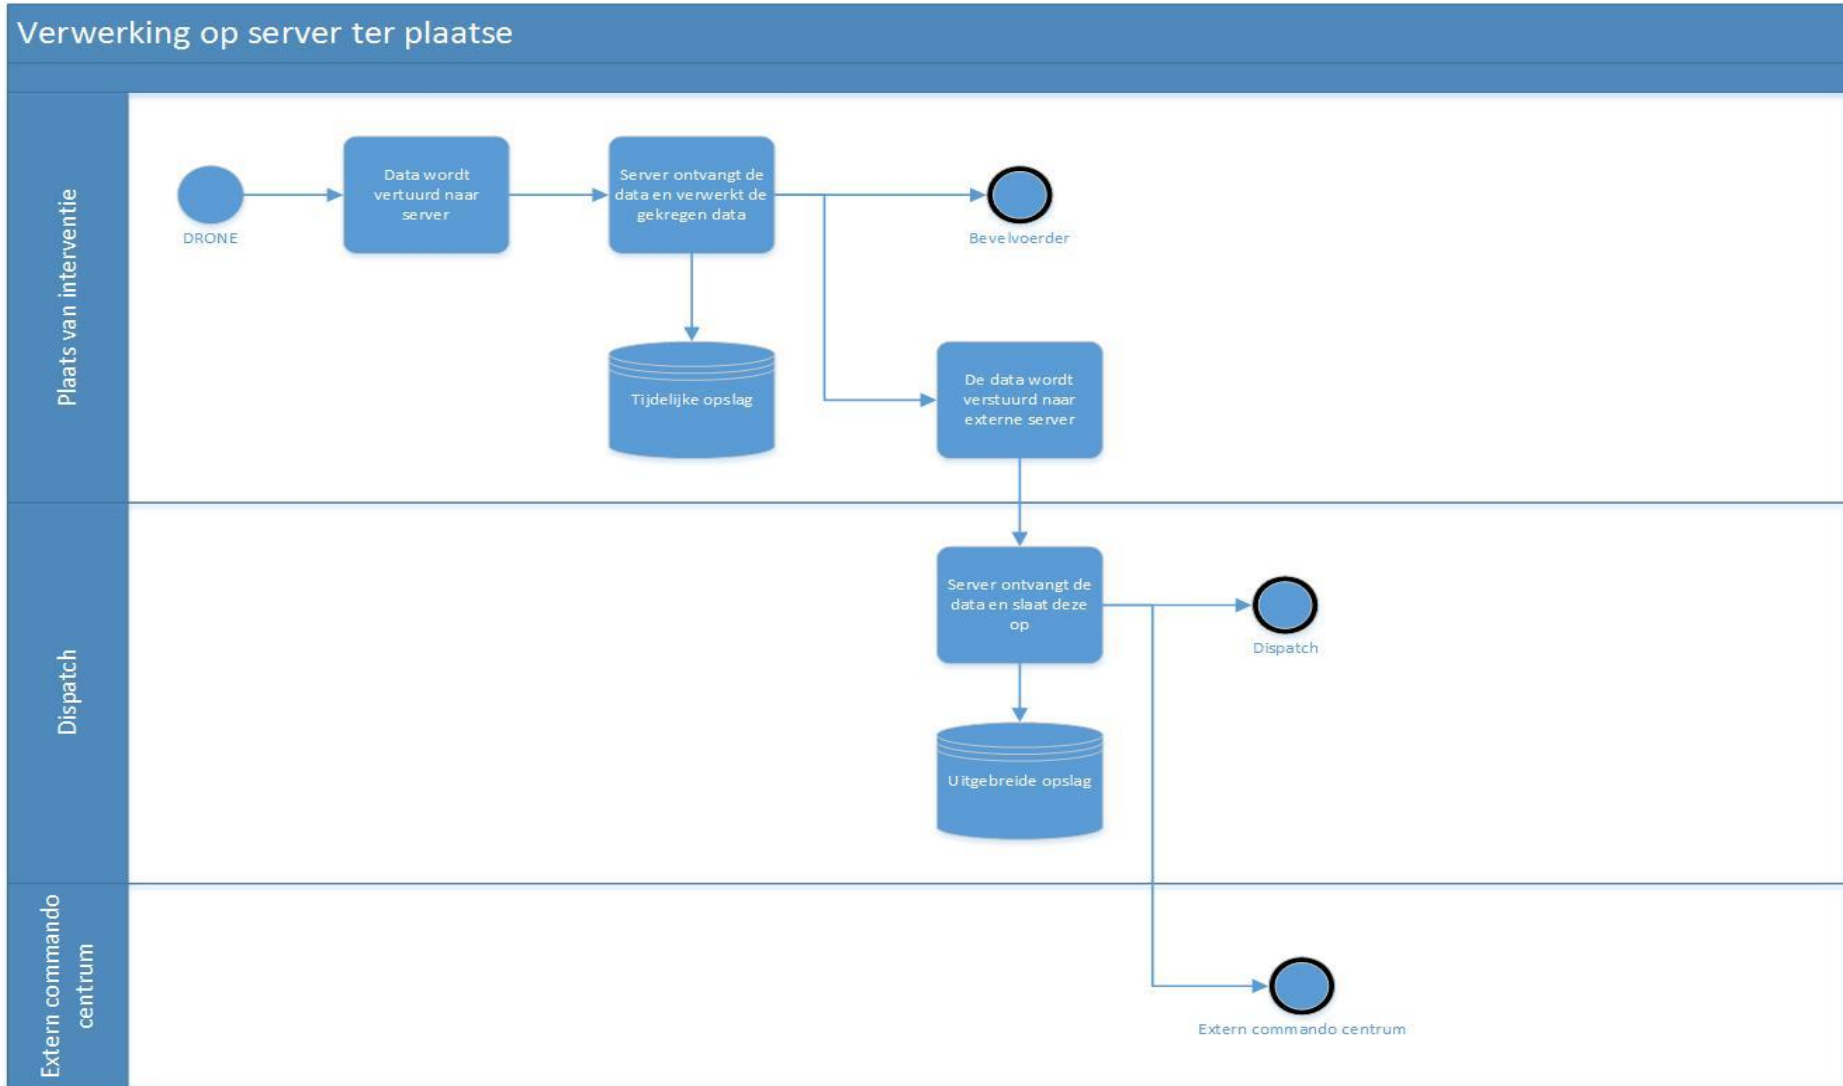 Verwerking op server ter plaatse
Plaats van interventie
DRONE
Data wordt
vertuurd naar
server
Server ontvangt de
data en verwerkt de
gekregen data
Bevelvoerder
Tijdelijke opslag
De data wordt
verstuurd naar
externe server
Dispatch
Server ontvangt de
data en slaat deze
op
Dispatch
Uitgebreide opslag
Extern commando
centrum
Extern commando centrum